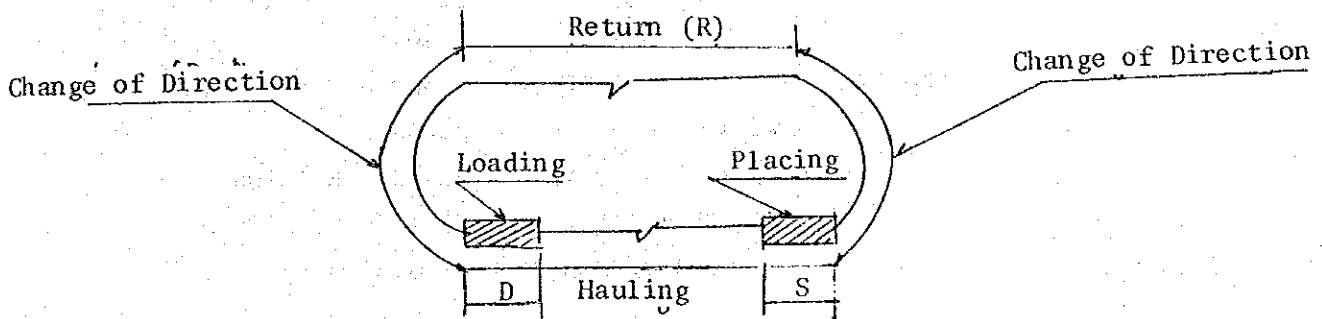 Return (R)
Change of Direction
Change of Direction
Loading
Placing
D
Hauling
S